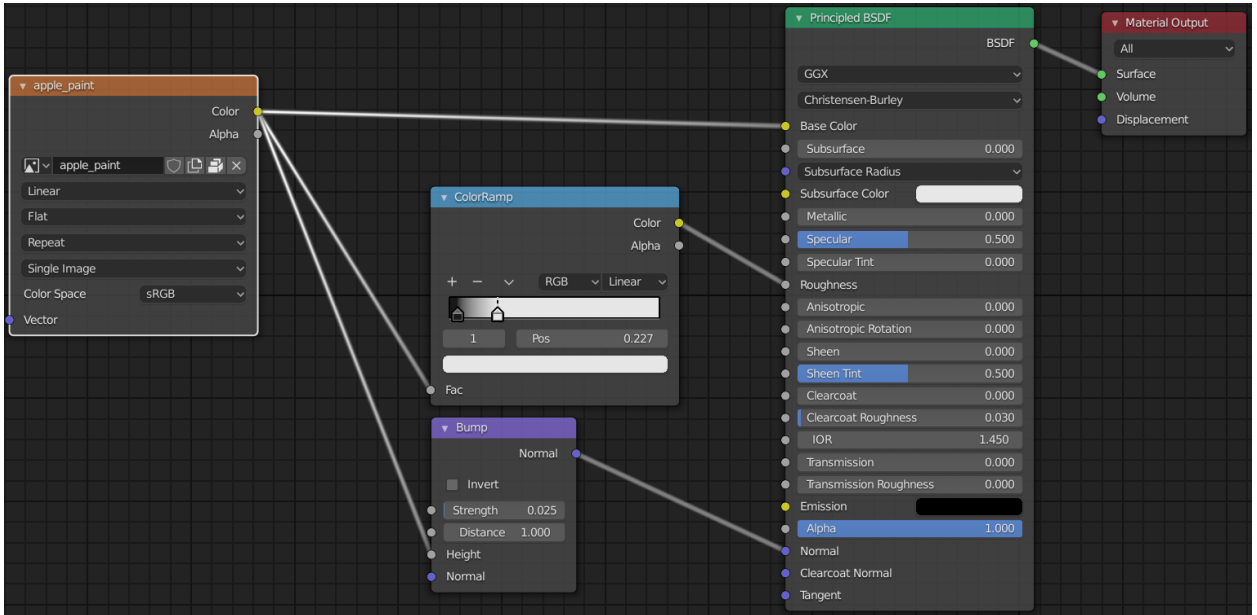 apple_paint
Color
Alpha
apple_paint
Linear
Flat
Repeat
Single Image
Color Space sRGB
Vector
ColorRamp
Color
Alpha
RGB Linear
1 Pos 0.227
Fac
Bump
Normal
Invert
Strength 0.025
Distance 1.000
Height
Normal
Principled BSDF
BSDF
GGX
Christensen-Burley
Base Color
Subsurface 0.000
Subsurface Radius
Subsurface Color
Metallic 0.000
Specular 0.500
Specular Tint 0.000
Roughness
Anisotropic 0.000
Anisotropic Rotation 0.000
Sheen 0.000
Sheen Tint 0.500
Clearcoat 0.000
Clearcoat Roughness 0.030
IOR 1.450
Transmission 0.000
Transmission Roughness 0.000
Emission
Alpha 1.000
Normal
Clearcoat Normal
Tangent
Material Output
All
Surface
Volume
Displacement